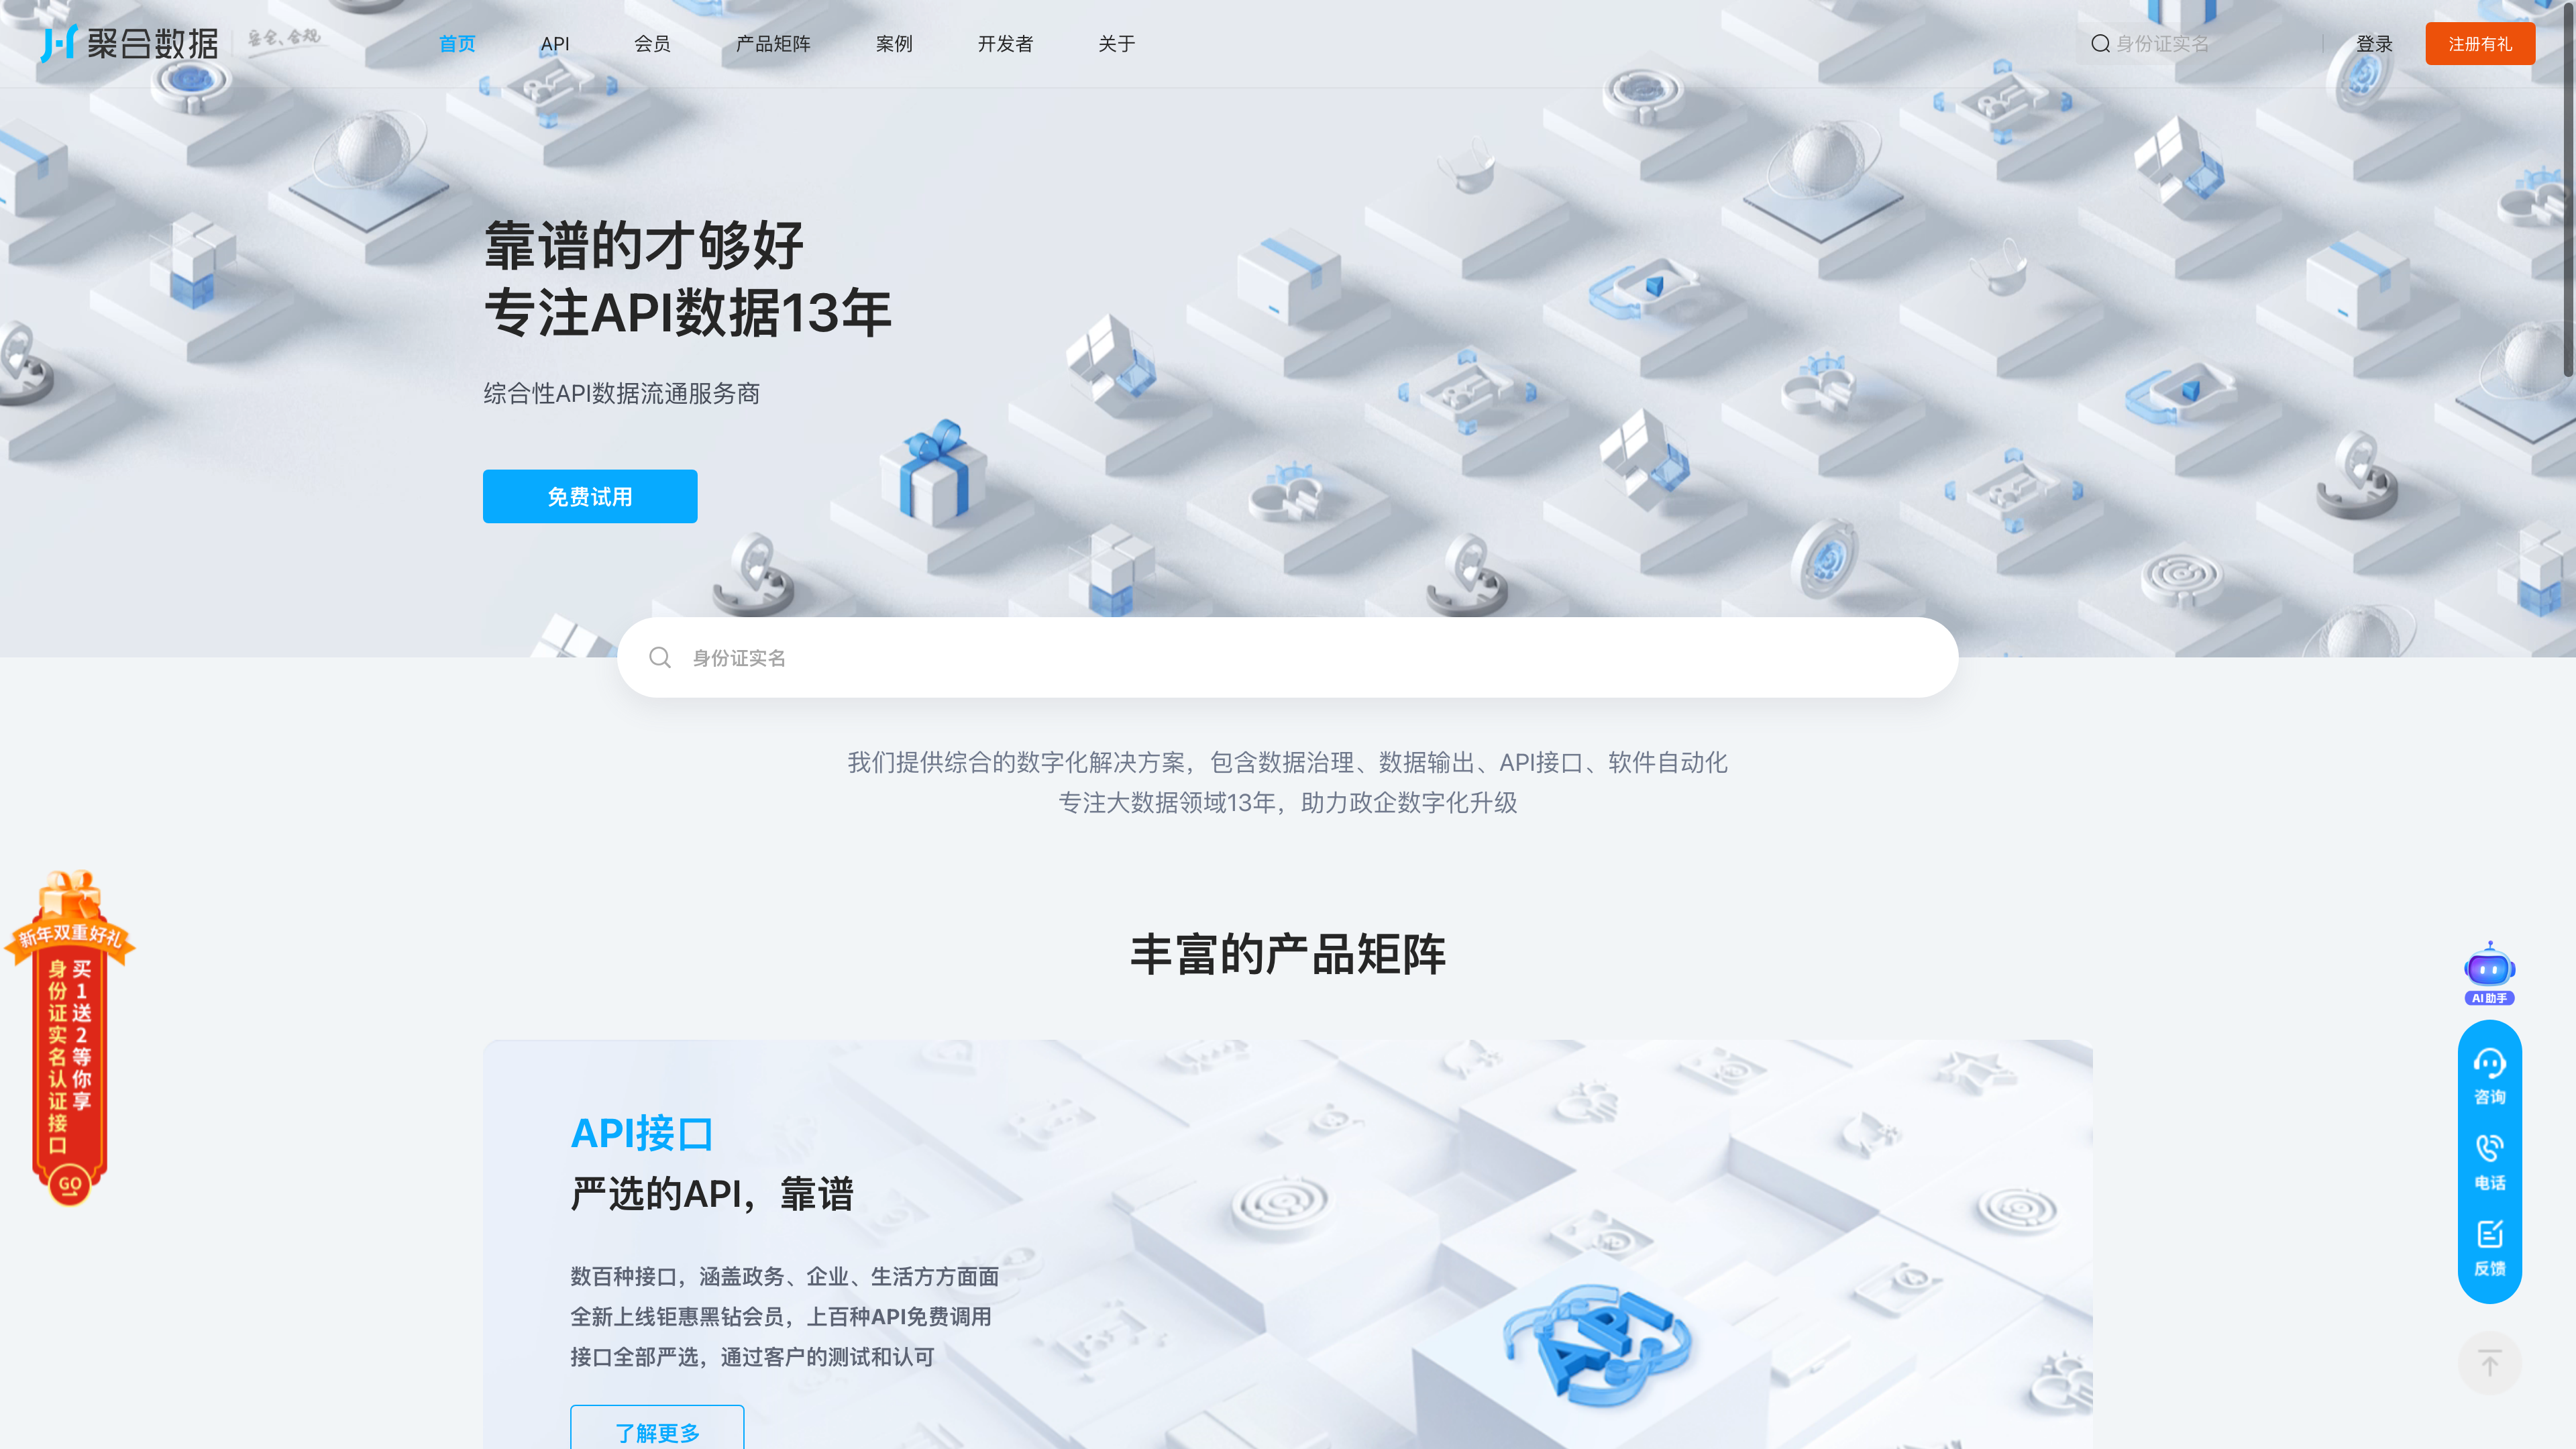 聚合数据
安全、合规
首页
API
会员
产品矩阵
案例
开发者
关于
身份证实名
登录
注册有礼
靠谱的才够好
专注API数据13年
综合性API数据流通服务商
免费试用
身份证实名
我们提供综合的数字化解决方案，包含数据治理、数据输出、API接口、软件自动化
专注大数据领域13年，助力政企数字化升级
新年双重好礼
买1送2等你享
身份证实名认证接口
GO
丰富的产品矩阵
API接口
严选的API，靠谱
数百种接口，涵盖政务、企业、生活方方面面
全新上线钜惠黑钻会员，上百种API免费调用
接口全部严选，通过客户的测试和认可
了解更多
API
AI助手
咨询
电话
反馈